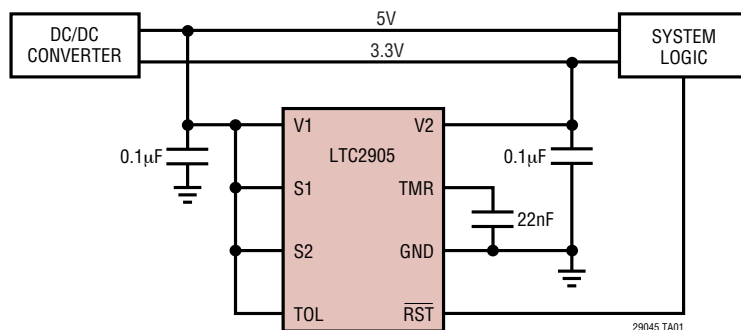 DC/DC
CONVERTER
5V
3.3V
SYSTEM
LOGIC
V1
V2
LTC2905
0.1µF
0.1µF
S1
TMR
22nF
S2
GND
TOL
RST
29045 TA01